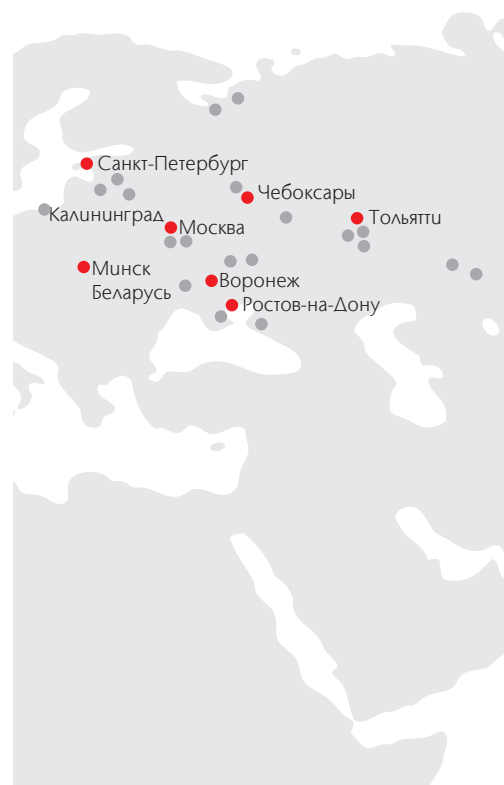 Санкт-Петербург
Чебоксары
Калининград
Тольятти
Москва
Минск
Беларусь
Воронеж
Ростов-на-Дону